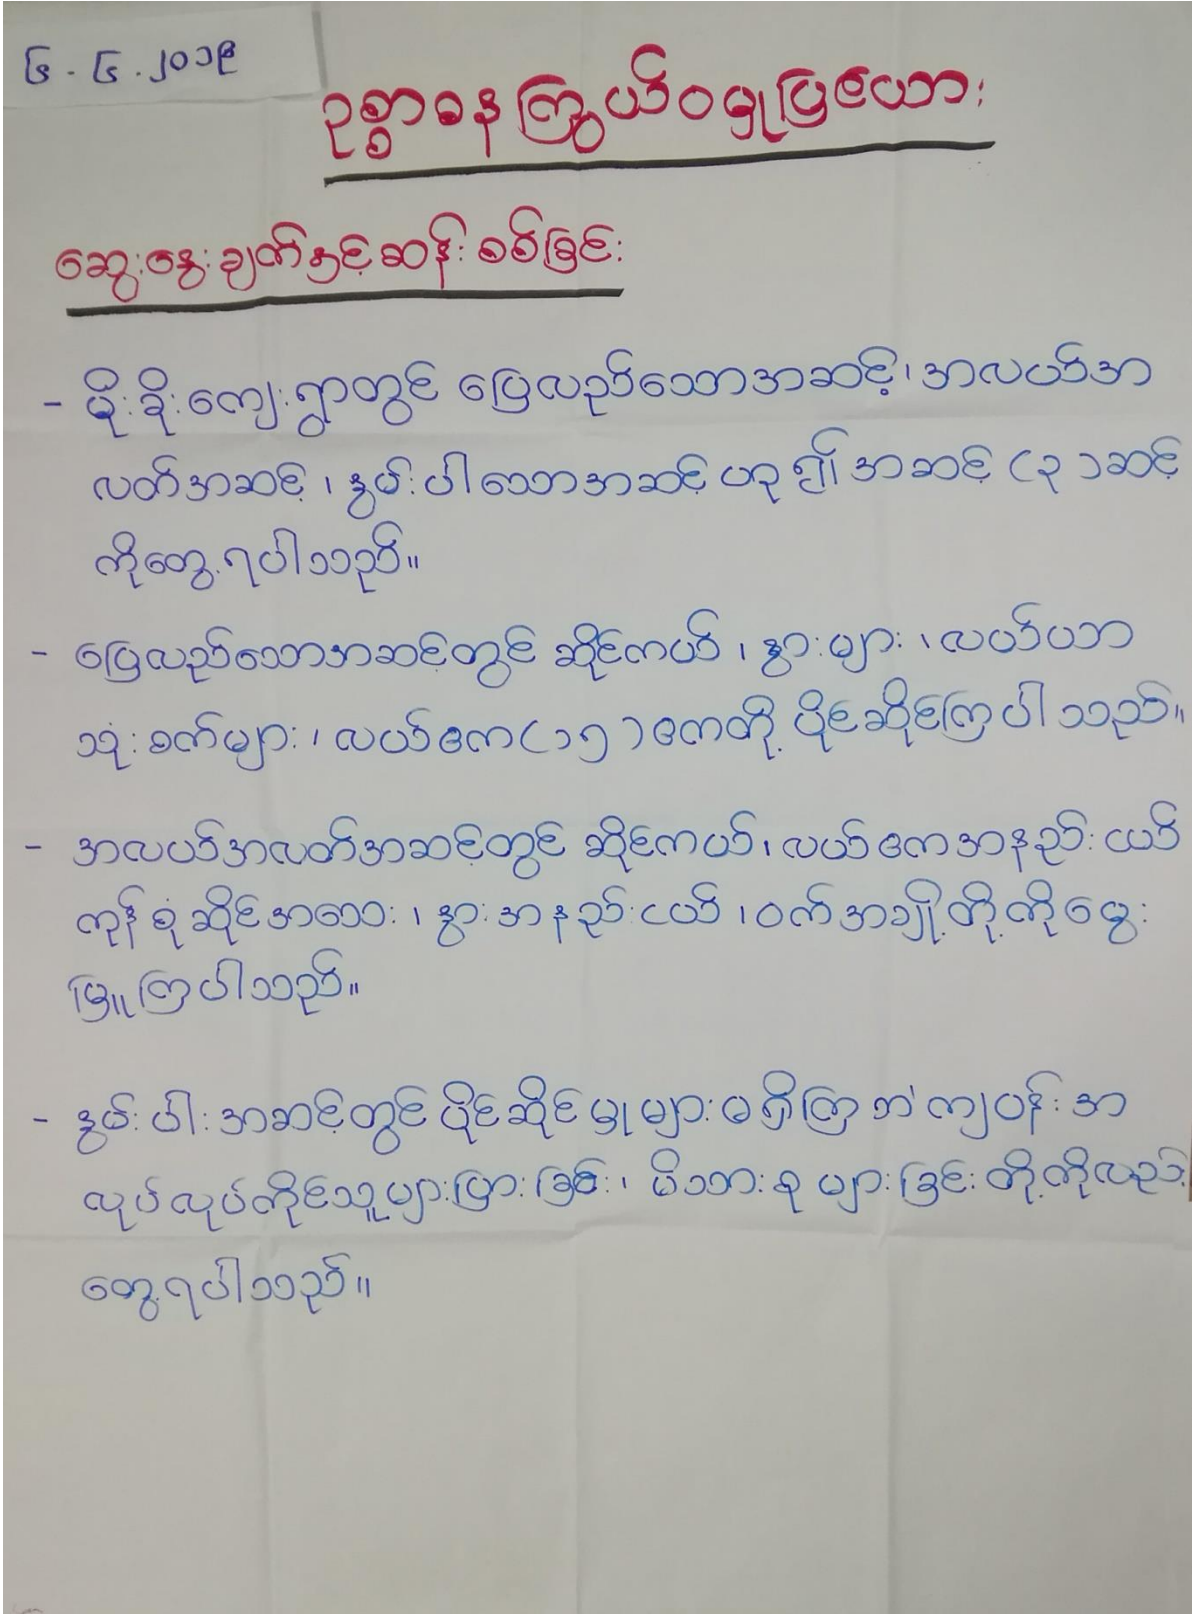 ၆ . ၆ . ၂၀၁၉
ဥစ္စာဓန ကြွယ်ဝမှုပြဇယား
ဆွေးနွေးချက်နှင့်ဆန်းစစ်ခြင်း
- မိုးခိုးကျေးရွာတွင် ပြေလည်သောအဆင့်၊ အလယ်အ
လတ်အဆင့် ၊ နွမ်းပါးသောအဆင့် ဟူ၍ အဆင့် (၃) ဆင့်
ကိုတွေ့ရပါသည်။
- ပြေလည်သောအဆင့်တွင် ဆိုင်ကယ် ၊ နွားများ ၊ လယ်ယာ
သုံးစက်များ ၊ လယ်ဧက (၁၅) ဧကတို့ ပိုင်ဆိုင်ကြပါသည်။
- အလယ်အလတ်အဆင့်တွင် ဆိုင်ကယ်၊ လယ်ဧကအနည်းငယ်
ကုန်စုံဆိုင်အသေး ၊ နွားအနည်းငယ် ၊ ဝက်အချို့တို့ကိုမွေး
မြူကြပါသည်။
- နွမ်းပါးအဆင့်တွင် ပိုင်ဆိုင်မှုများမရှိကြဘဲ ကျပန်းအ
လုပ်လုပ်ကိုင်သူများပြားခြင်း၊ မိသားစုများခြင်းတို့ကိုလည်း
တွေ့ရပါသည်။